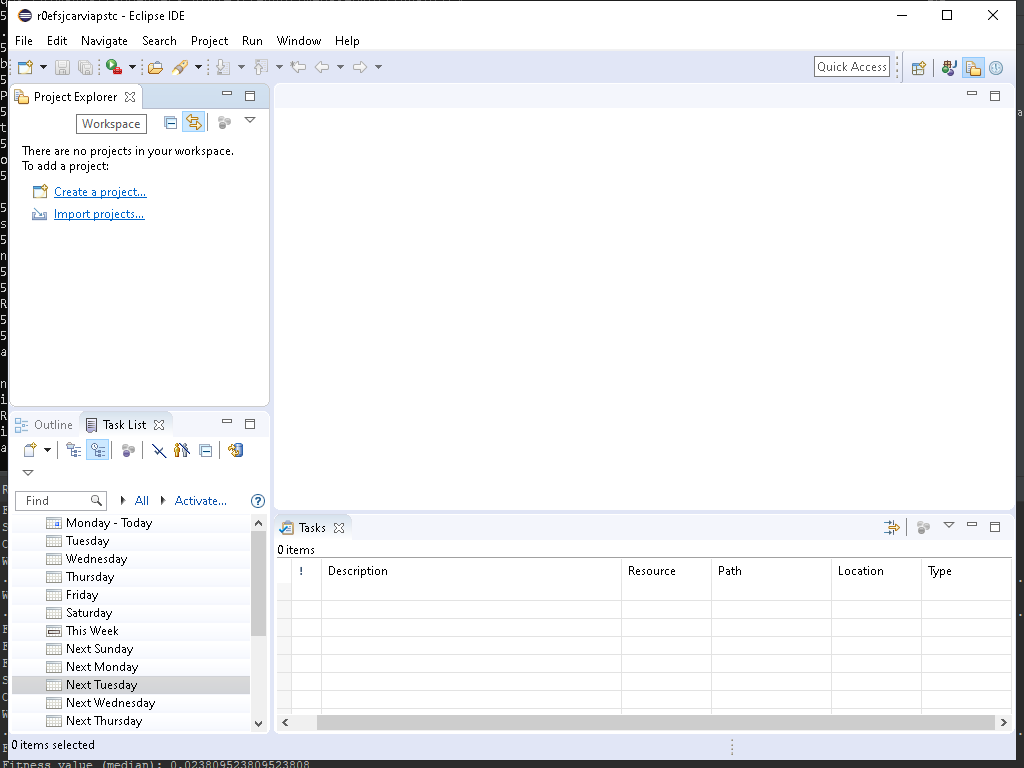 r0efsjcarviapstc - Eclipse IDE
File Edit Navigate Search Project Run Window Help
Quick Access
Project Explorer
Workspace
There are no projects in your workspace.
To add a project:
Create a project...
Import projects...
Outline Task List
Find All Activate...
Monday - Today
Tuesday
Wednesday
Thursday
Friday
Saturday
This Week
Next Sunday
Next Monday
Next Tuesday
Next Wednesday
Next Thursday
Tasks
0 items
! Description Resource Path Location Type
0 items selected
Fitness value (median): 0.023809523809523808